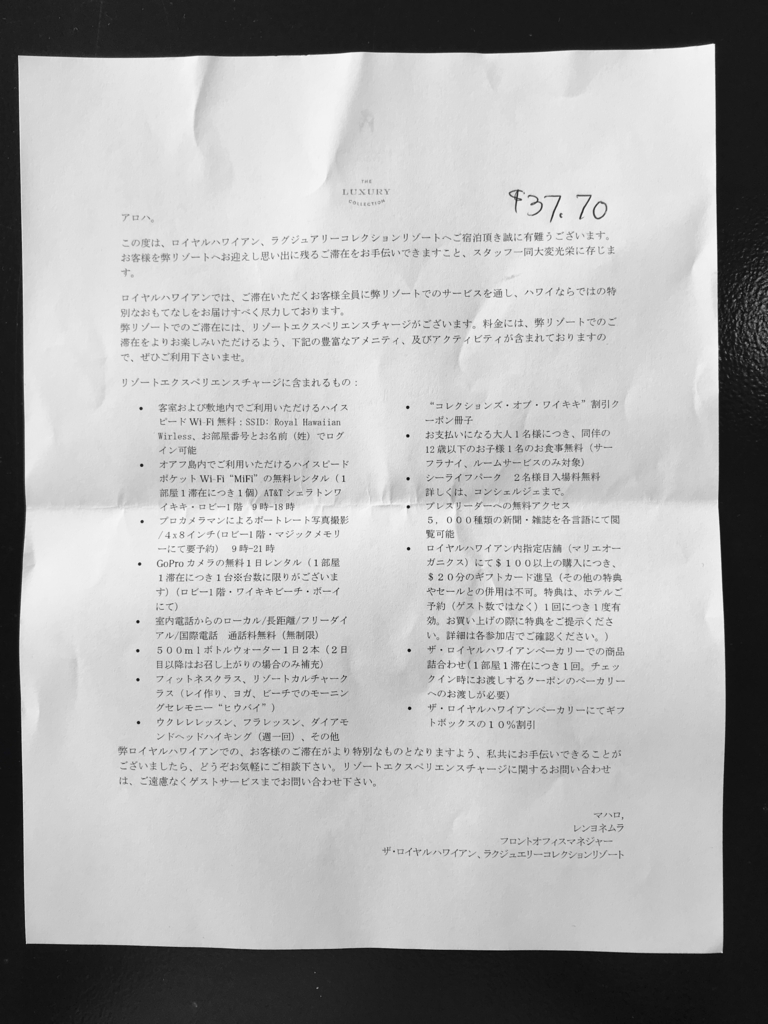 THE
LUXURY
COLLECTION
$37.70
アロハ。
この度は、ロイヤルハワイアン、ラグジュアリーコレクションリゾートへご宿泊頂き誠に有難うございます。
お客様を弊リゾートへお迎えし思い出に残るご滞在をお手伝いできますこと、スタッフ一同大変光栄に存じま
す。
ロイヤルハワイアンでは、ご滞在いただくお客様全員に弊リゾートでのサービスを通し、ハワイならではの特
別なおもてなしをお届けすべく尽力しております。
弊リゾートでのご滞在には、リゾートエクスペリエンスチャージがございます。料金には、弊リゾートでのご
滞在をよりお楽しみいただけるよう、下記の豊富なアメニティ、及びアクティビティが含まれておりますの
で、ぜひご利用下さいませ。
リゾートエクスペリエンスチャージに含まれるもの：
• 客室および敷地内でご利用いただけるハイス
ピード Wi-Fi 無料；SSID: Royal Hawaiian
Wirless、お部屋番号とお名前（姓）でログ
イン可能
• オアフ島内でご利用いただけるハイスピード
ポケット Wi-Fi “MiFi” の無料レンタル（１
部屋１滞在につき１個）AT&T シェラトンワ
イキキ・ロビー1 階　9 時-18 時
• プロカメラマンによるポートレート写真撮影
/ 4 x 8 インチ(ロビー1 階・マジックメモリ
ーにて要予約)　9 時-21 時
• GoPro カメラの無料１日レンタル（１部屋
１滞在につき１台※台数に限りがございま
す）(ロビー1 階・ワイキキビーチ・ボーイ
にて)
• 室内電話からのローカル/長距離/フリーダイ
アル/国際電話　通話料無料（無制限）
• ５００ｍｌボトルウォーター１日２本（２日
目以降はお召し上がりの場合のみ補充）
• フィットネスクラス、リゾートカルチャーク
ラス（レイ作り、ヨガ、ビーチでのモーニン
グセレモニー “ヒウバイ” ）
• ウクレレレッスン、フラレッスン、ダイアモ
ンドヘッドハイキング（週一回）、その他
• “コレクションズ・オブ・ワイキキ” 割引ク
ーポン冊子
• お支払いになる大人１名様につき、同伴の
12 歳以下のお子様１名のお食事無料（サー
フラナイ、ルームサービスのみ対象）
• シーライフパーク　２名様目入場料無料
詳しくは、コンシェルジェまで。
• プレスリーダーへの無料アクセス
５，０００種類の新聞・雑誌を各言語にて閲
覧可能
• ロイヤルハワイアン内指定店舗（マリエオー
ガニクス）にて＄１００以上の購入につき、
＄２０分のギフトカード進呈（その他の特典
やセールとの併用は不可。特典は、ホテルご
予約（ゲスト数ではなく）1 回につき 1 度有
効。お買い上げの際に特典をご提示くださ
い。詳細は各参加店でご確認ください。）
• ザ・ロイヤルハワイアンベーカリーでの商品
詰合わせ(１部屋１滞在につき１回。チェッ
クイン時にお渡しするクーポンのベーカリー
へのお渡しが必要)
• ザ・ロイヤルハワイアンベーカリーにてギフ
トボックスの１０％割引
弊ロイヤルハワイアンでの、お客様のご滞在がより特別なものとなりますよう、私共にお手伝いできることが
ございましたら、どうぞお気軽にご相談下さい。リゾートエクスペリエンスチャージに関するお問い合わせ
は、ご遠慮なくゲストサービスまでお問い合わせ下さい。
マハロ,
レンヨネムラ
フロントオフィスマネジャー
ザ・ロイヤルハワイアン、ラクジュエリーコレクションリゾート